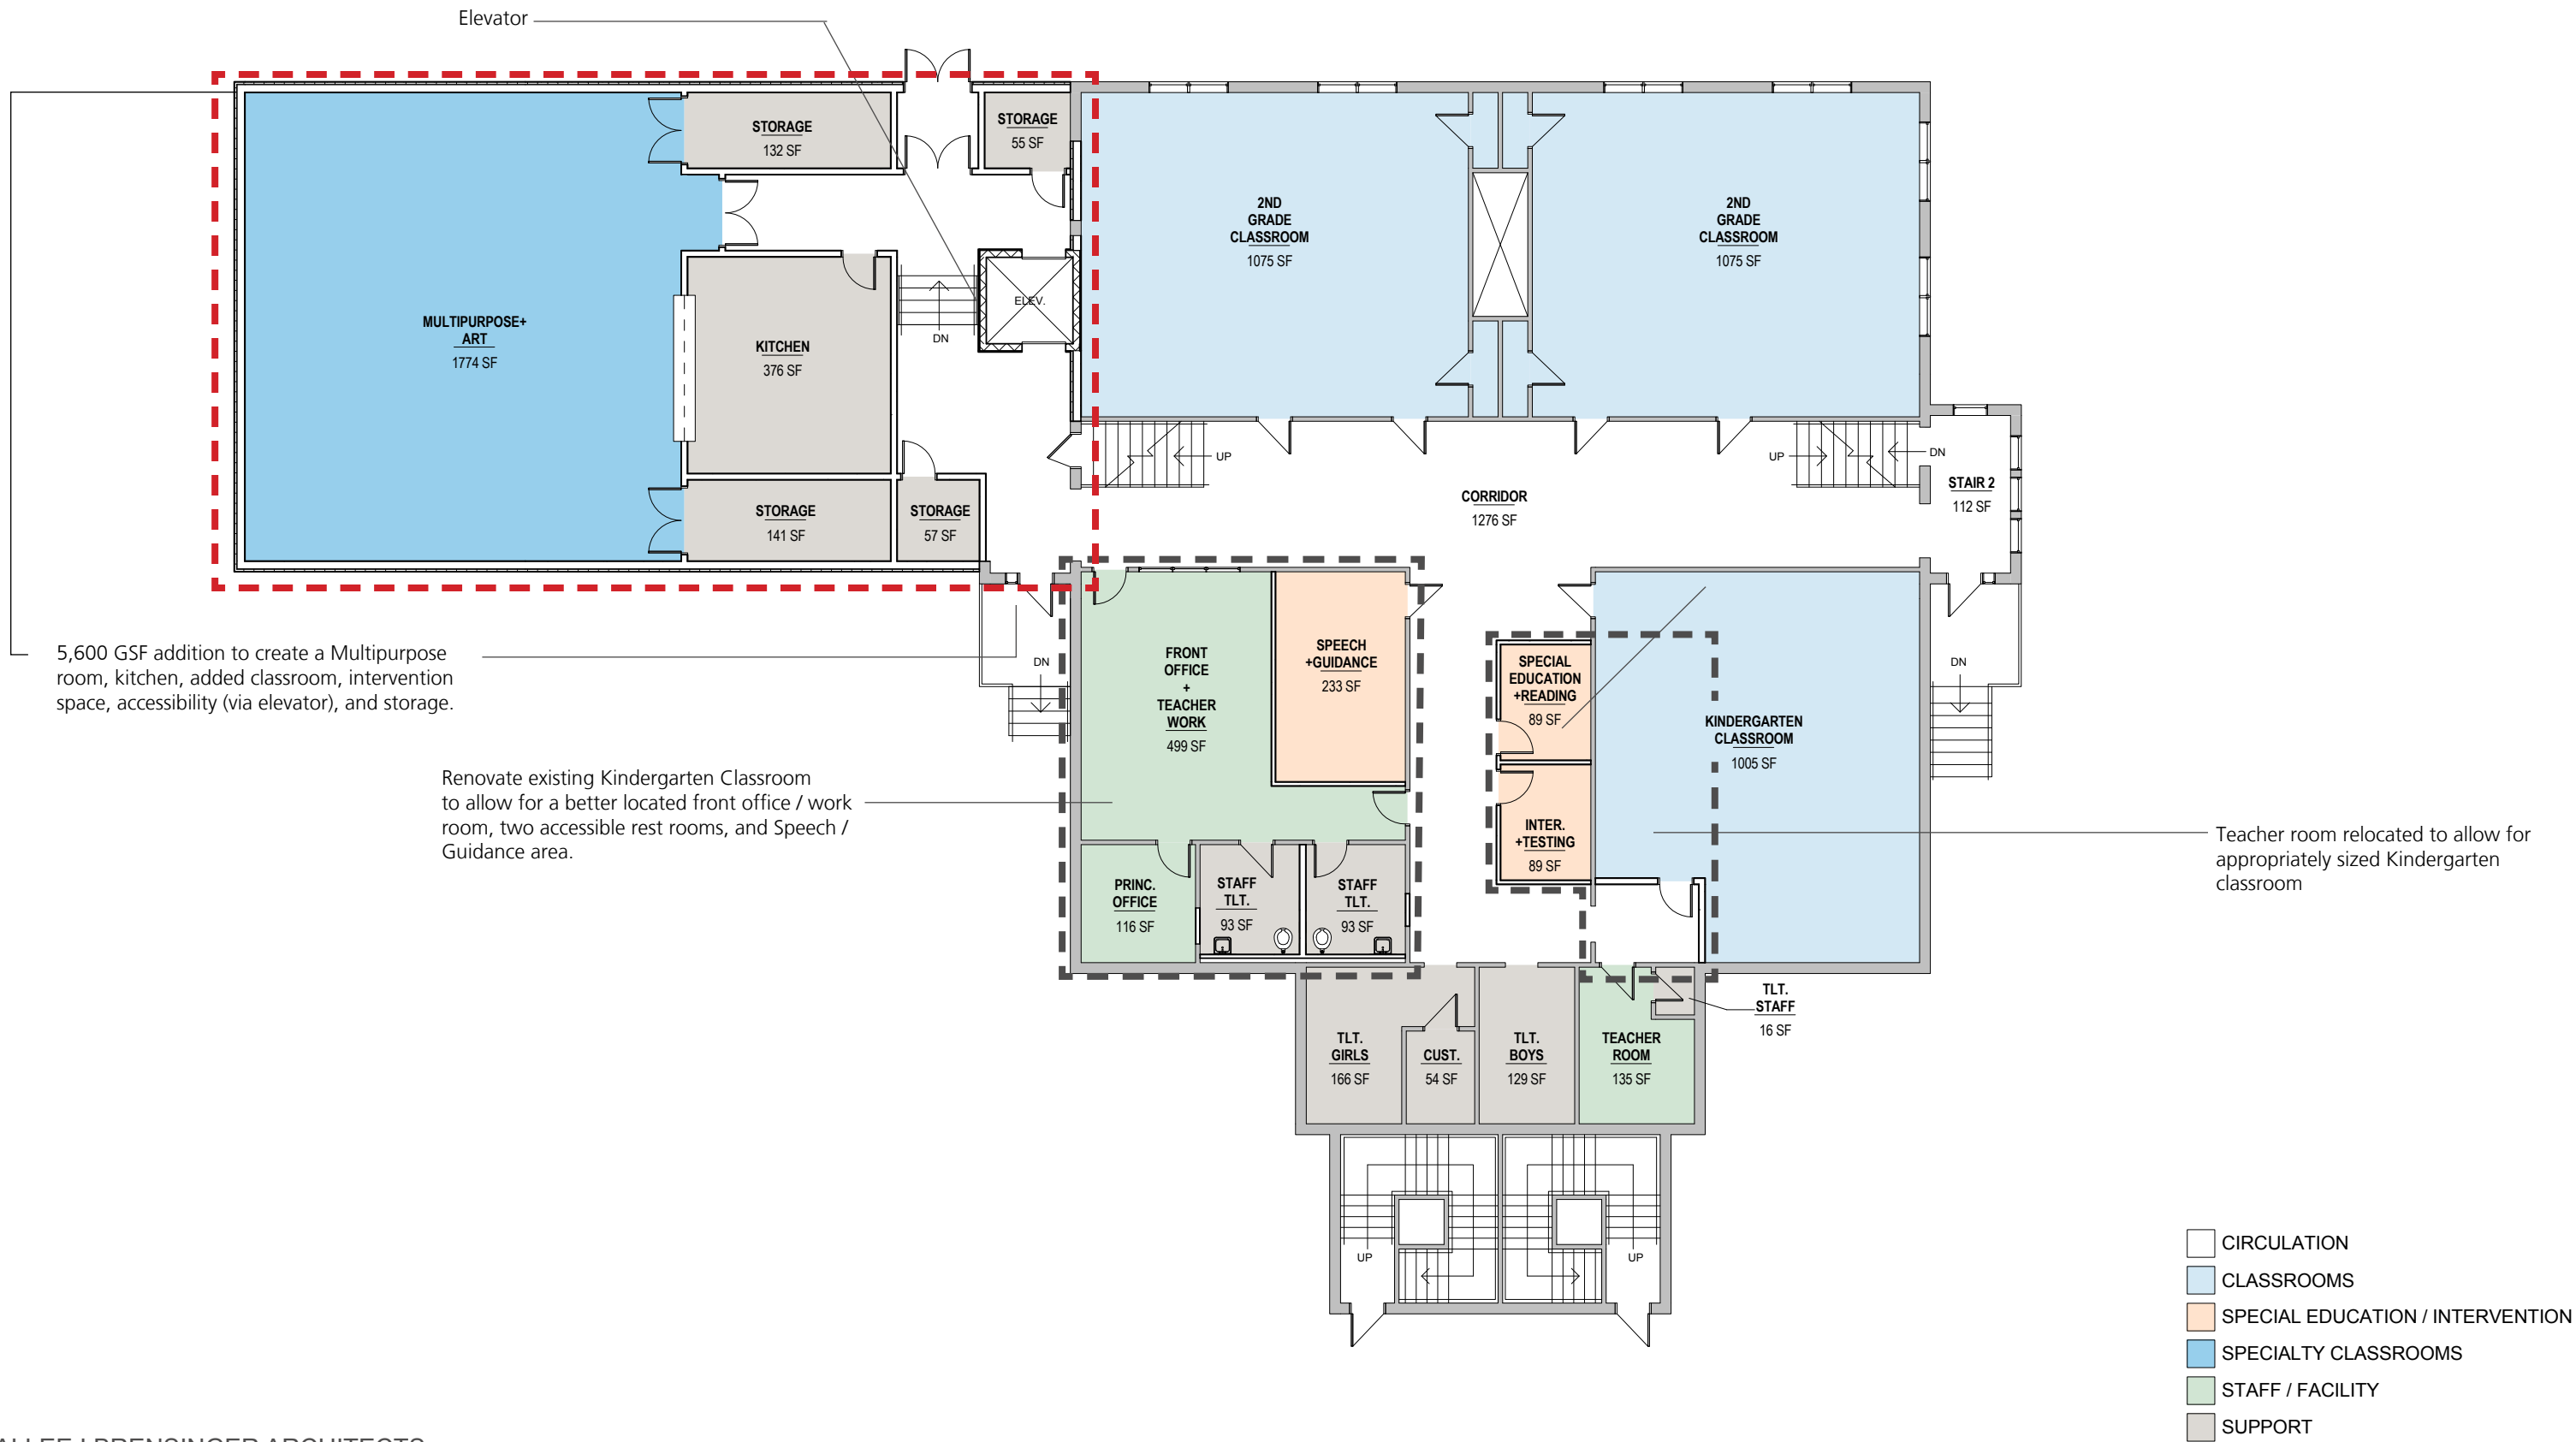 Elevator
STORAGE
132 SF
STORAGE
55 SF
2ND
GRADE
CLASSROOM
1075 SF
2ND
GRADE
CLASSROOM
1075 SF
MULTIPURPOSE+
ART
1774 SF
KITCHEN
376 SF
ELEV.
DN
UP
UP
DN
CORRIDOR
1276 SF
STAIR 2
112 SF
STORAGE
141 SF
STORAGE
57 SF
5,600 GSF addition to create a Multipurpose
room, kitchen, added classroom, intervention
space, accessibility (via elevator), and storage.
DN
FRONT
OFFICE
+
TEACHER
WORK
499 SF
SPEECH
+GUIDANCE
233 SF
SPECIAL
EDUCATION
+READING
89 SF
KINDERGARTEN
CLASSROOM
1005 SF
DN
Renovate existing Kindergarten Classroom
to allow for a better located front office / work
room, two accessible rest rooms, and Speech /
Guidance area.
INTER.
+TESTING
89 SF
Teacher room relocated to allow for
appropriately sized Kindergarten
classroom
PRINC.
OFFICE
116 SF
STAFF
TLT.
93 SF
STAFF
TLT.
93 SF
TLT.
STAFF
16 SF
TLT.
GIRLS
166 SF
CUST.
54 SF
TLT.
BOYS
129 SF
TEACHER
ROOM
135 SF
UP
UP
CIRCULATION
CLASSROOMS
SPECIAL EDUCATION / INTERVENTION
SPECIALTY CLASSROOMS
STAFF / FACILITY
SUPPORT